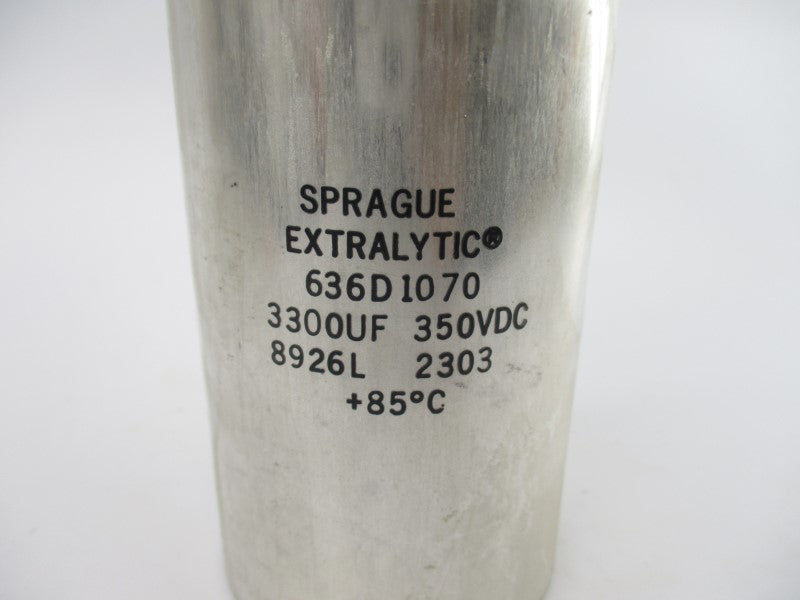 SPRAGUE
EXTRALYTIC®
636D1070
3300UF 350VDC
8926L 2303
+85°C